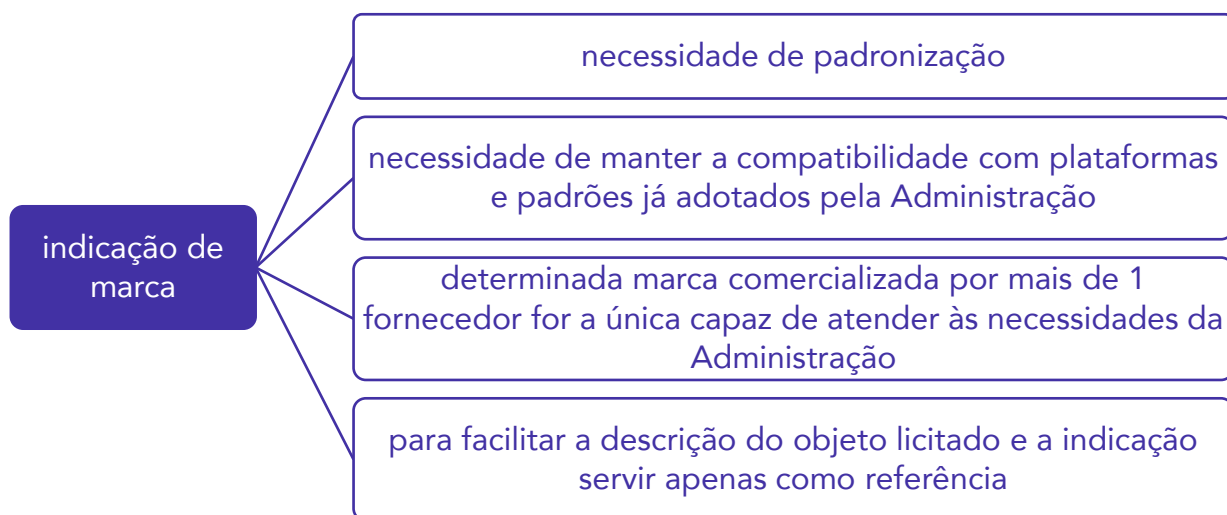 necessidade de padronização
necessidade de manter a compatibilidade com plataformas
e padrões já adotados pela Administração
indicação de
marca
determinada marca comercializada por mais de 1
fornecedor for a única capaz de atender às necessidades da
Administração
para facilitar a descrição do objeto licitado e a indicação
servir apenas como referência